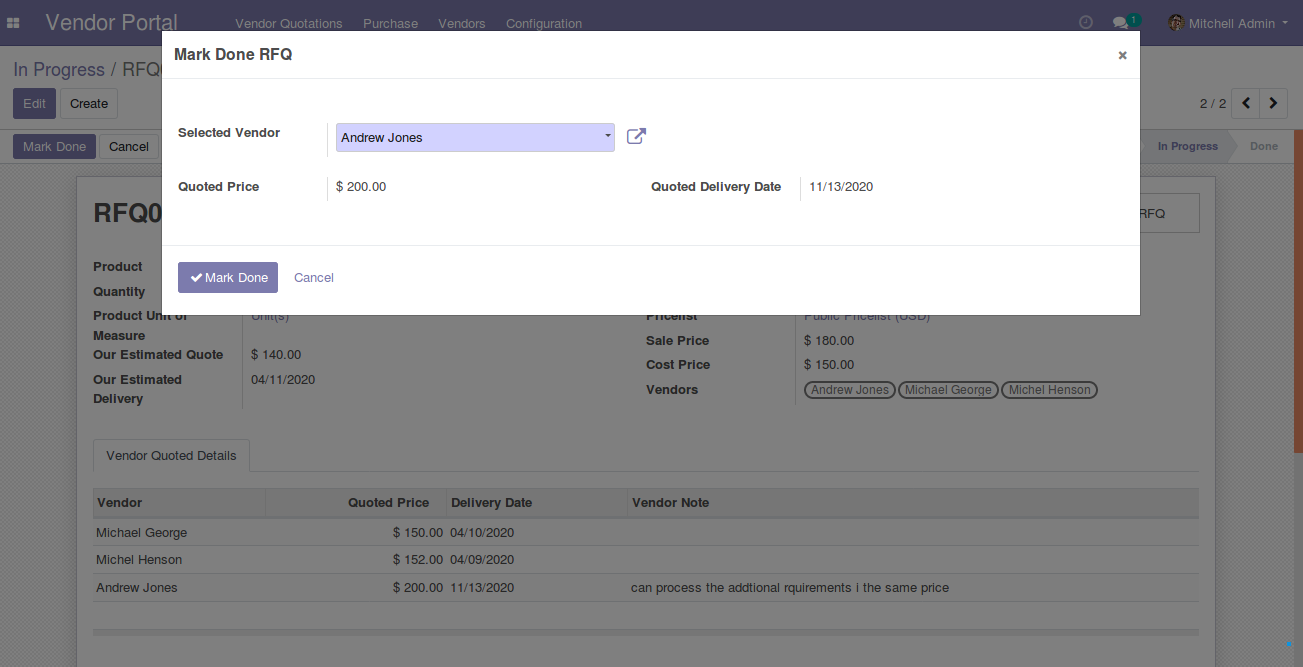 Vendor Portal Vendor Quotations Purchase Vendors Configuration 1 Mitchell Admin
Mark Done RFQ ×
In Progress / RFQ
Edit Create 2 / 2
Selected Vendor Andrew Jones
Mark Done Cancel In Progress Done
Quoted Price $ 200.00 Quoted Delivery Date 11/13/2020
RFQ0 RFQ
Mark Done Cancel
Product
Quantity
Product Unit of Unit(s) Pricelist Public Pricelist (USD)
Measure Sale Price $ 180.00
Our Estimated Quote $ 140.00 Cost Price $ 150.00
Our Estimated 04/11/2020 Vendors Andrew Jones Michael George Michel Henson
Delivery
Vendor Quoted Details
Vendor Quoted Price Delivery Date Vendor Note
Michael George $ 150.00 04/10/2020
Michel Henson $ 152.00 04/09/2020
Andrew Jones $ 200.00 11/13/2020 can process the addtional rquirements i the same price